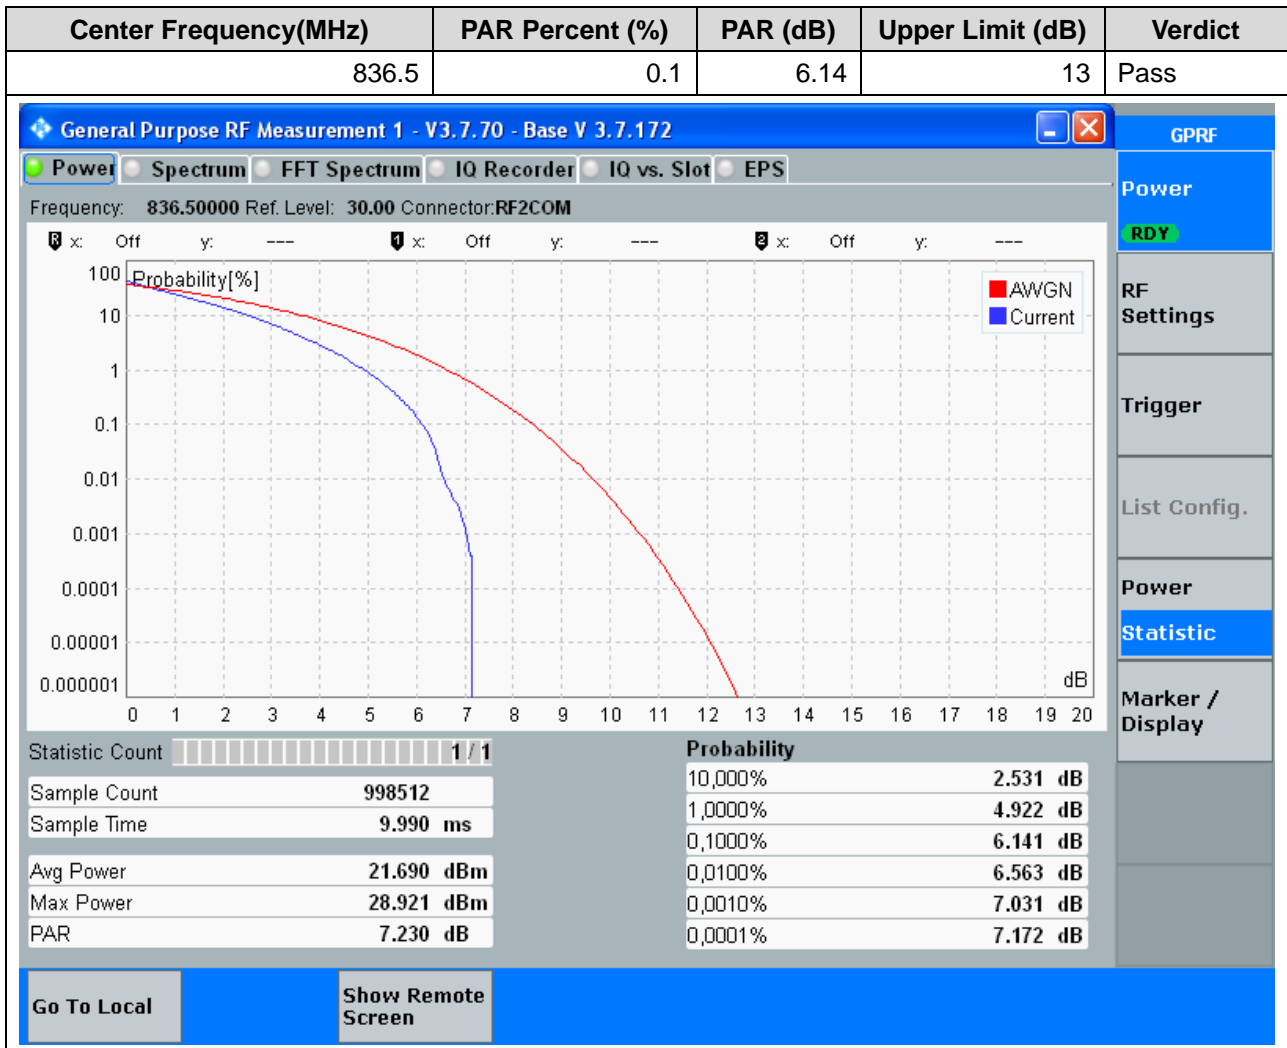 Center Frequency(MHz) PAR Percent (%) PAR (dB) Upper Limit (dB) Verdict
836.5 0.1 6.14 13 Pass
General Purpose RF Measurement 1 - V3.7.70 - Base V 3.7.172
GPRF
Power Spectrum FFT Spectrum IQ Recorder IQ vs. Slot EPS
Power
RDY
Frequency: 836.50000 Ref. Level: 30.00 Connector:RF2COM
R x: Off y: --- 1 x: Off y: --- 2 x: Off y: ---
Probability[%]
AWGN
Current
100
10
1
0.1
0.01
0.001
0.0001
0.00001
0.000001
dB
0 1 2 3 4 5 6 7 8 9 10 11 12 13 14 15 16 17 18 19 20
RF
Settings
Trigger
List Config.
Power
Statistic
Marker /
Display
Statistic Count 1 / 1
Sample Count 998512
Sample Time 9.990 ms
Avg Power 21.690 dBm
Max Power 28.921 dBm
PAR 7.230 dB
Probability
10,000% 2.531 dB
1,0000% 4.922 dB
0,1000% 6.141 dB
0,0100% 6.563 dB
0,0010% 7.031 dB
0,0001% 7.172 dB
Go To Local
Show Remote
Screen